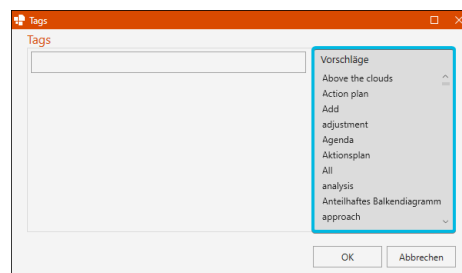 Tags
Tags
Vorschläge
Above the clouds
Action plan
Add
adjustment
Agenda
Aktionsplan
All
analysis
Anteilhaftes Balkendiagramm
approach
OK
Abbrechen